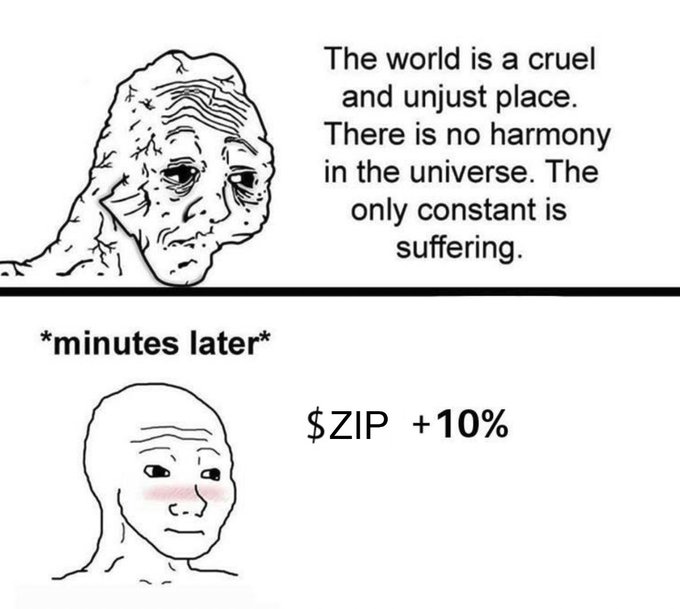 The world is a cruel
and unjust place.
There is no harmony
in the universe. The
only constant is
suffering.
*minutes later*
$ZIP +10%